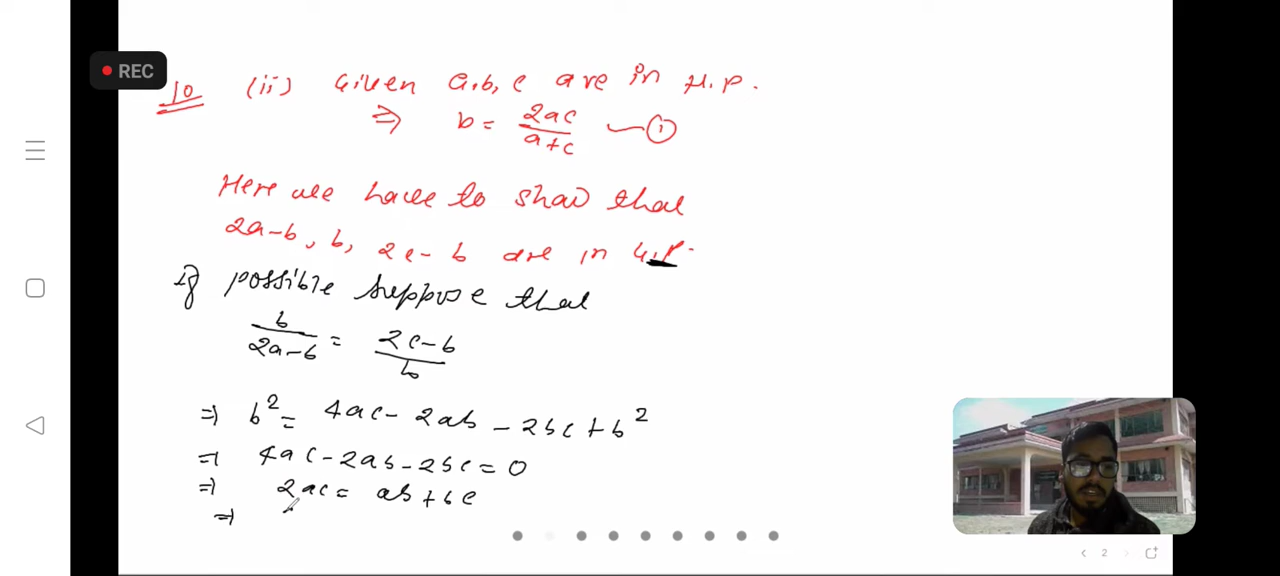 REC
10 (ii) Given a, b, c are in H.P.
⇒ b = 2ac/a+c — ①
Here we have to show that
2a-b, b, 2c-b are in G.P.
if possible suppose that
b/2a-b = 2c-b/b
⇒ b² = 4ac - 2ab - 2bc + b²
⇒ 4ac - 2ab - 2bc = 0
⇒ 2ac = ab + bc
⇒
2